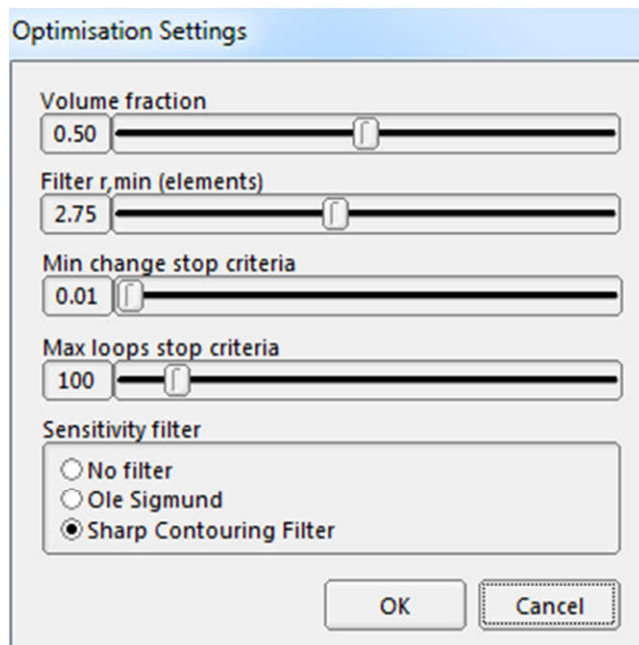 Optimisation Settings
Volume fraction
0.50
Filter r,min (elements)
2.75
Min change stop criteria
0.01
Max loops stop criteria
100
Sensitivity filter
No filter
Ole Sigmund
Sharp Contouring Filter
OK Cancel